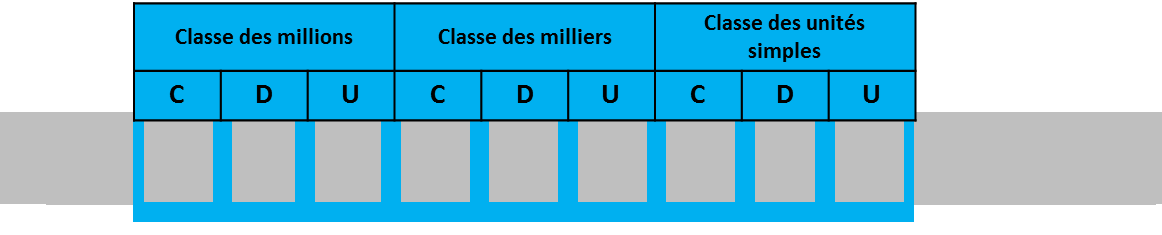 Classe des millions Classe des milliers Classe des unités
simples
C D U C D U C D U